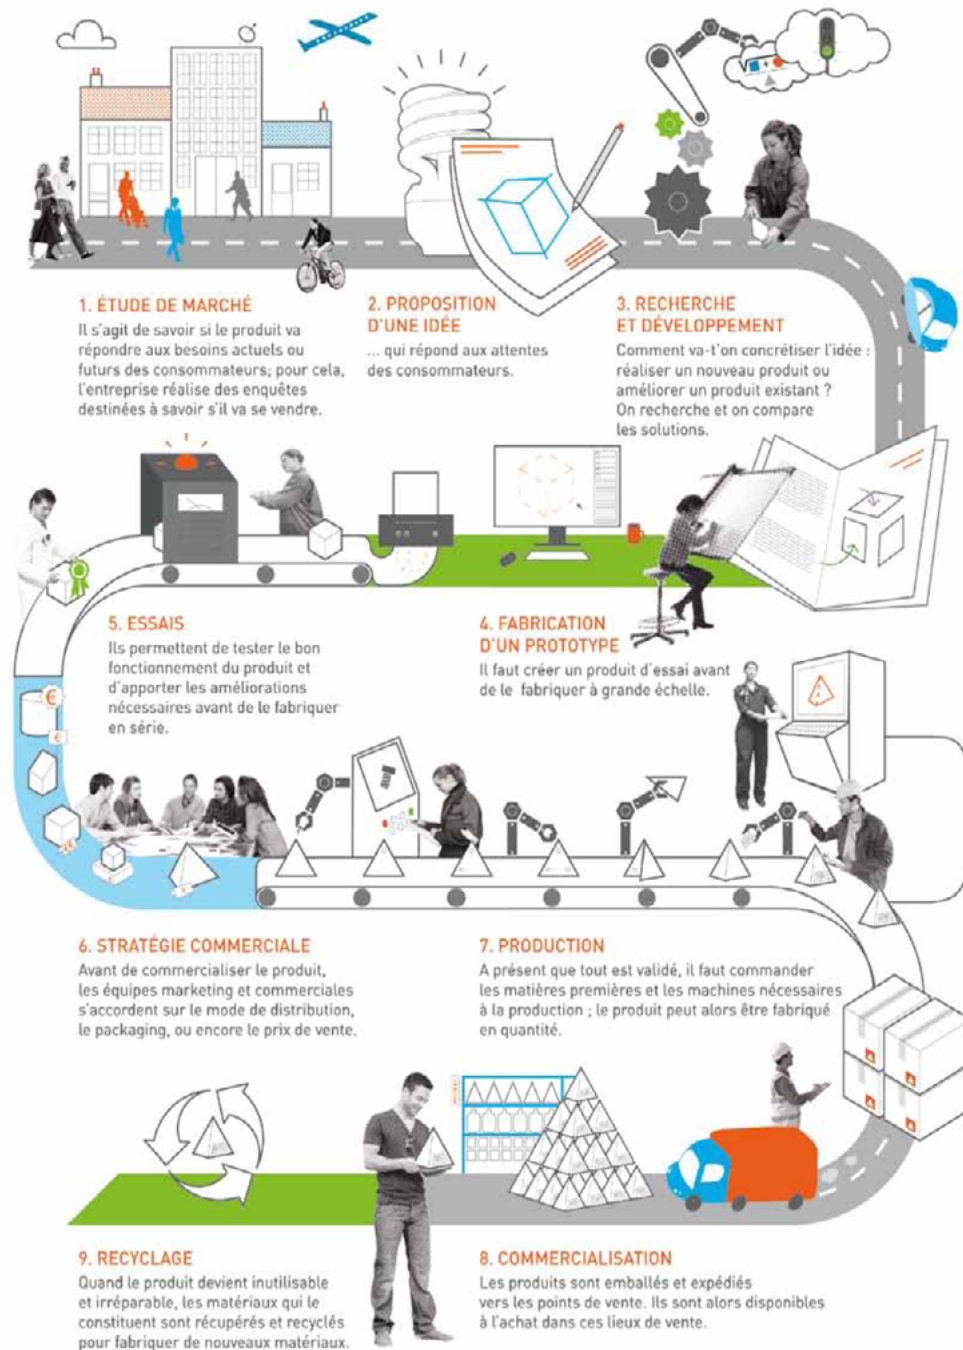 1. ÉTUDE DE MARCHÉ
Il s'agit de savoir si le produit va
répondre aux besoins actuels ou
futurs des consommateurs; pour cela,
l'entreprise réalise des enquêtes
destinées à savoir s'il va se vendre.
2. PROPOSITION
D'UNE IDÉE
... qui répond aux attentes
des consommateurs.
3. RECHERCHE
ET DÉVELOPPEMENT
Comment va-t'on concrétiser l'idée :
réaliser un nouveau produit ou
améliorer un produit existant ?
On recherche et on compare
les solutions.
4. FABRICATION
D'UN PROTOTYPE
Il faut créer un produit d'essai avant
de le fabriquer à grande échelle.
5. ESSAIS
Ils permettent de tester le bon
fonctionnement du produit et
d'apporter les améliorations
nécessaires avant de le fabriquer
en série.
€
€
6. STRATÉGIE COMMERCIALE
Avant de commercialiser le produit,
les équipes marketing et commerciales
s'accordent sur le mode de distribution,
le packaging, ou encore le prix de vente.
7. PRODUCTION
A présent que tout est validé, il faut commander
les matières premières et les machines nécessaires
à la production ; le produit peut alors être fabriqué
en quantité.
8. COMMERCIALISATION
Les produits sont emballés et expédiés
vers les points de vente. Ils sont alors disponibles
à l'achat dans ces lieux de vente.
9. RECYCLAGE
Quand le produit devient inutilisable
et irréparable, les matériaux qui le
constituent sont récupérés et recyclés
pour fabriquer de nouveaux matériaux.